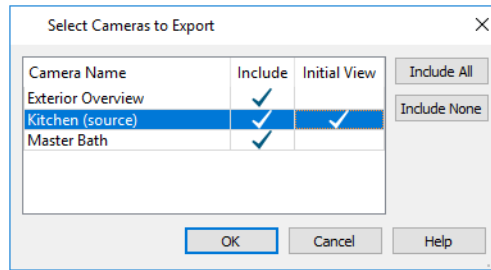 Select Cameras to Export
Camera Name Include Initial View
Exterior Overview
Kitchen (source)
Master Bath
Include All
Include None
OK Cancel Help